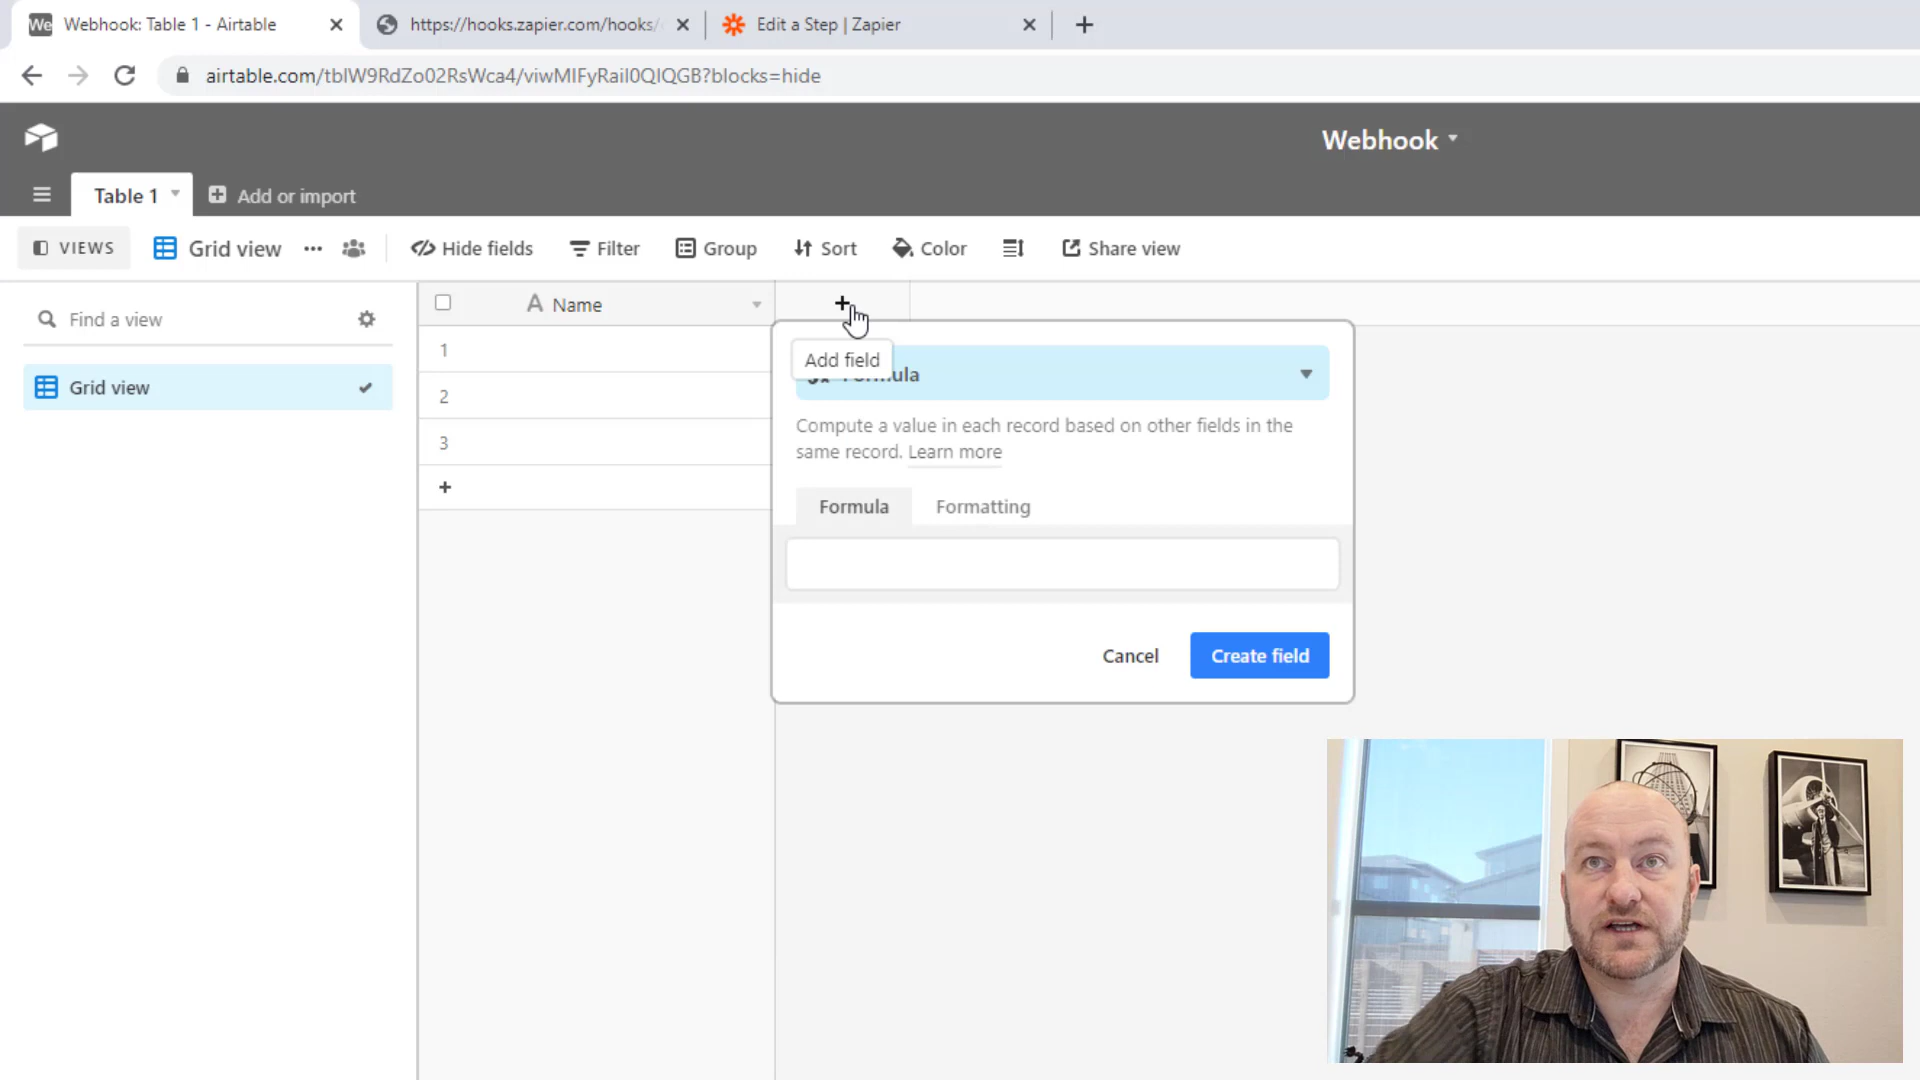 We Webhook: Table 1 - Airtable
https://hooks.zapier.com/hooks/
Edit a Step | Zapier
airtable.com/tblW9RdZo02RsWca4/viwMIFyRail0QIQGB?blocks=hide
Webhook
Table 1
Add or import
VIEWS
Grid view
Hide fields
Filter
Group
Sort
Color
Share view
Find a view
Grid view
A Name
1
2
3
Add field
Formula
Compute a value in each record based on other fields in the
same record. Learn more
Formula
Formatting
Cancel
Create field